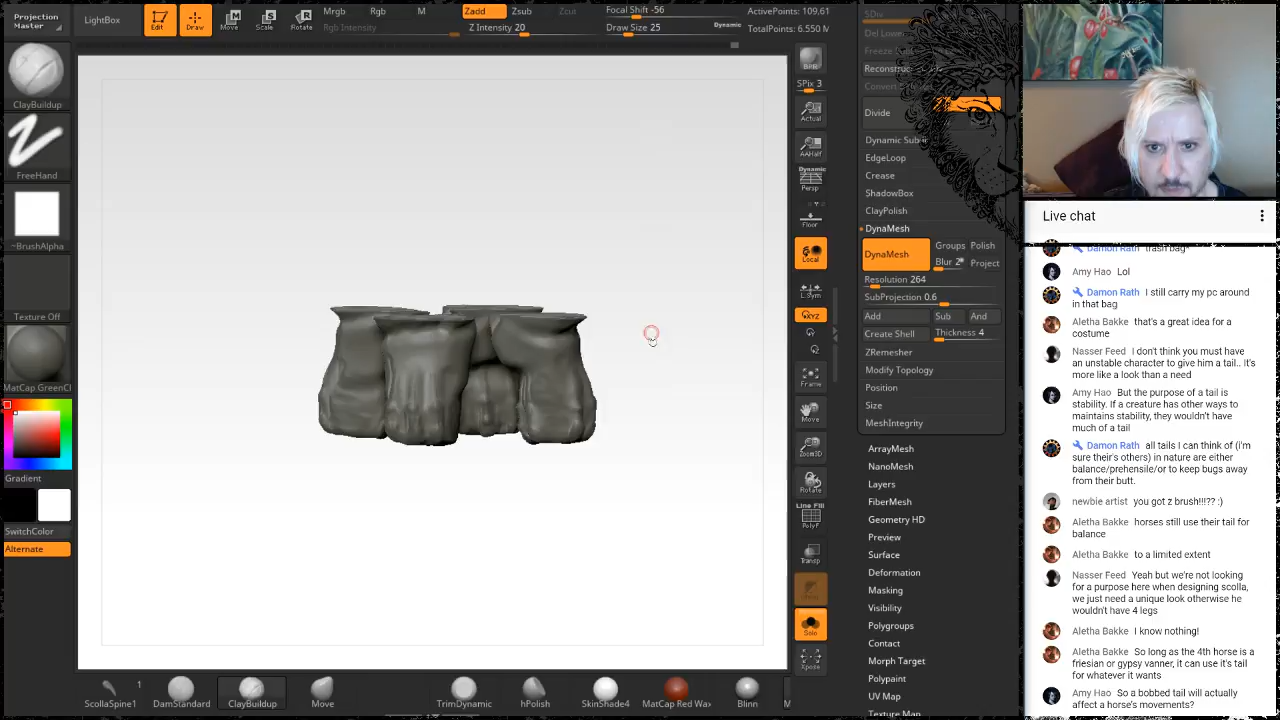 Projection
Master
LightBox
Edit
Draw
Move
Scale
Rotate
Mrgb
Rgb
M
Rgb Intensity
Zadd
Zsub
Zcut
Z Intensity 20
Focal Shift -56
Draw Size 25
Dynamic
ActivePoints: 109,61
TotalPoints: 6.550 M
ClayBuildup
FreeHand
~BrushAlpha
Texture Off
MatCap GreenCl
Gradient
SwitchColor
Alternate
BPR
SPix 3
Actual
AAHalf
Dynamic
Persp
Floor
Local
L.Sym
XYZ
Frame
Move
Zoom3D
Rotate
Line Fill
PolyF
Transp
Solo
Xpose
SDiv
Del Lower
Freeze Sub
Reconstruct
Convert
Divide
Dynamic Sub
EdgeLoop
Crease
ShadowBox
ClayPolish
DynaMesh
DynaMesh
Groups
Polish
Blur 2
Project
Resolution 264
SubProjection 0.6
Add
Sub
And
Create Shell
Thickness 4
ZRemesher
Modify Topology
Position
Size
MeshIntegrity
ArrayMesh
NanoMesh
Layers
FiberMesh
Geometry HD
Preview
Surface
Deformation
Masking
Visibility
Polygroups
Contact
Morph Target
Polypaint
UV Map
Texture Map
ScollaSpine1
1
DamStandard
ClayBuildup
Move
TrimDynamic
hPolish
SkinShade4
MatCap Red Wax
Blinn
M
Live chat
Damon Rath trash bag*
Amy Hao Lol
Damon Rath I still carry my pc around
in that bag
Aletha Bakke that's a great idea for a
costume
Nasser Feed I don't think you must have
an unstable character to give him a tail.. It's
more like a look than a need
Amy Hao But the purpose of a tail is
stability. If a creature has other ways to
maintains stability, they wouldn't have
much of a tail
Damon Rath all tails I can think of (i'm
sure their's others) in nature are either
balance/prehensile/or to keep bugs away
from their butt.
newbie artist you got z brush!!!?? :)
Aletha Bakke horses still use their tail for
balance
Aletha Bakke to a limited extent
Nasser Feed Yeah but we're not looking
for a purpose here when designing scolla,
we just need a unique look otherwise he
wouldn't have 4 legs
Aletha Bakke I know nothing!
Aletha Bakke So long as the 4th horse is a
friesian or gypsy vanner, it can use it's tail
for whatever it wants
Amy Hao So a bobbed tail will actually
affect a horse's movements?